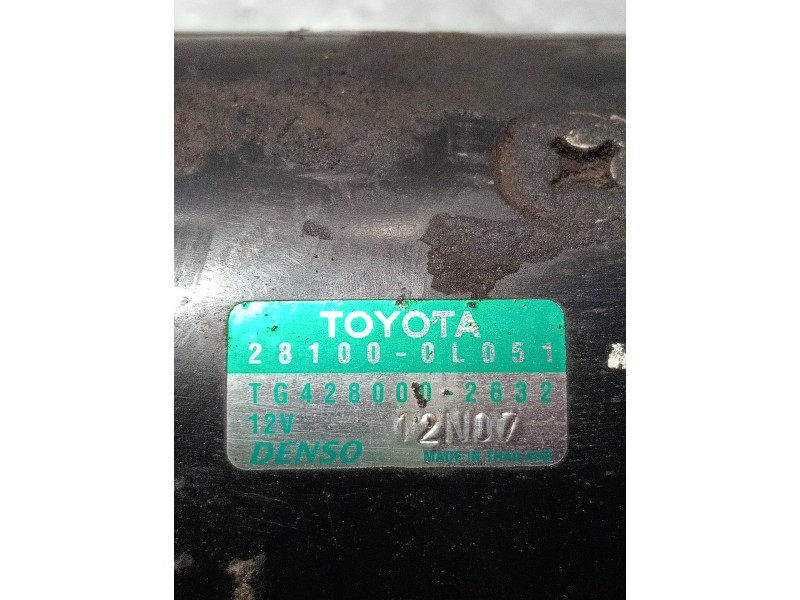 TOYOTA
28100-0L051
TG428000-2632
12V 12N07
DENSO MADE IN THAILAND